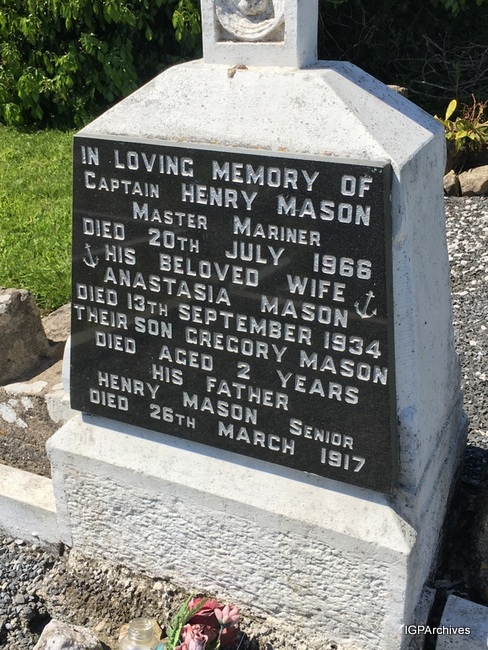 IN LOVING MEMORY OF
CAPTAIN HENRY MASON
MASTER MARINER
DIED 20TH JULY 1966
HIS BELOVED WIFE
ANASTASIA MASON
DIED 13TH SEPTEMBER 1934
THEIR SON GREGORY MASON
DIED AGED 2 YEARS
HIS FATHER
HENRY MASON SENIOR
DIED 26TH MARCH 1917
IGPArchives